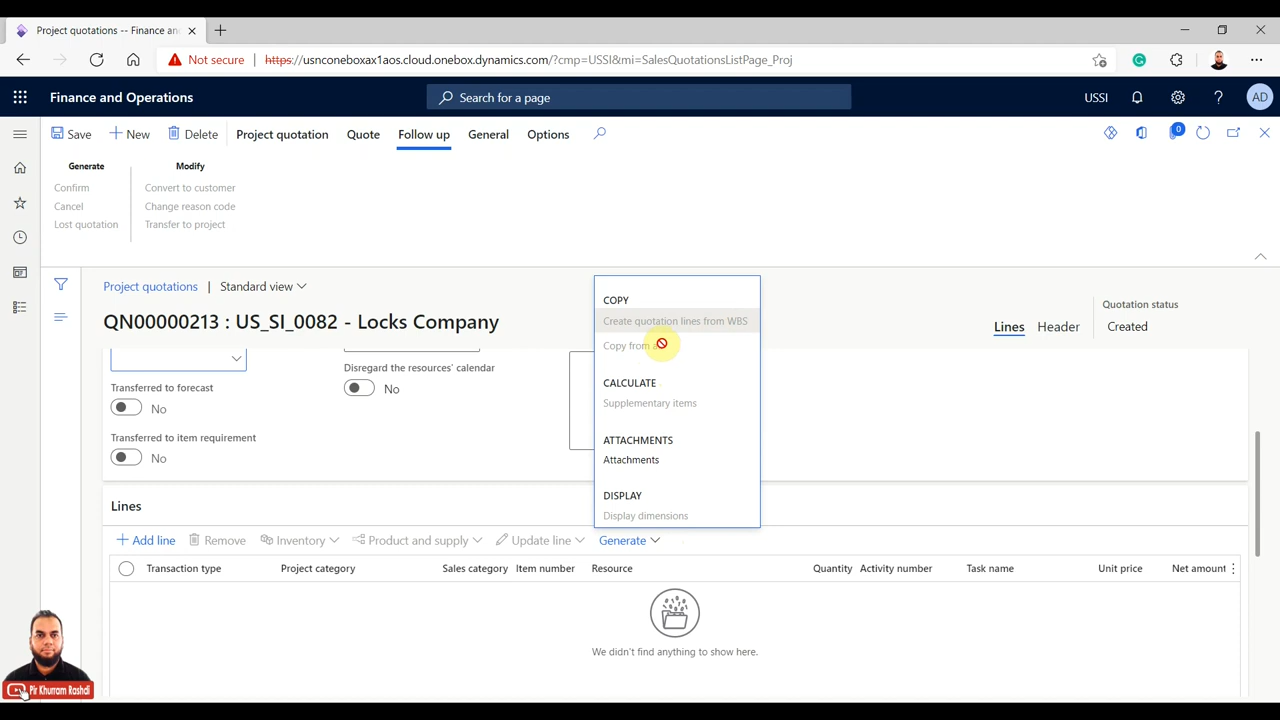 Project quotations -- Finance an
Not secure
https://usnconeboxax1aos.cloud.onebox.dynamics.com/?cmp=USSI&mi=SalesQuotationsListPage_Proj
Finance and Operations
Search for a page
USSI
?
AD
Save
New
Delete
Project quotation
Quote
Follow up
General
Options
0
Generate
Modify
Confirm
Convert to customer
Cancel
Change reason code
Lost quotation
Transfer to project
Project quotations | Standard view
QN00000213 : US_SI_0082 - Locks Company
Lines
Header
Quotation status
Created
COPY
Create quotation lines from WBS
Copy from
CALCULATE
Supplementary items
ATTACHMENTS
Attachments
DISPLAY
Display dimensions
Disregard the resources' calendar
No
Transferred to forecast
No
Transferred to item requirement
No
Lines
Add line
Remove
Inventory
Product and supply
Update line
Generate
Transaction type
Project category
Sales category
Item number
Resource
Quantity
Activity number
Task name
Unit price
Net amount
We didn't find anything to show here.
Pir Khurram Rashdi